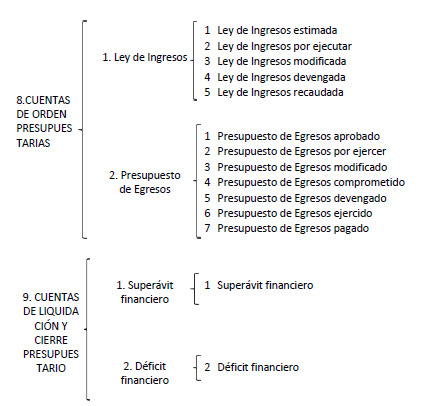 8.CUENTAS
DE ORDEN
PRESUPUES
TARIAS
1. Ley de Ingresos
1 Ley de Ingresos estimada
2 Ley de Ingresos por ejecutar
3 Ley de Ingresos modificada
4 Ley de Ingresos devengada
5 Ley de Ingresos recaudada
2. Presupuesto
de Egresos
1 Presupuesto de Egresos aprobado
2 Presupuesto de Egresos por ejercer
3 Presupuesto de Egresos modificado
4 Presupuesto de Egresos comprometido
5 Presupuesto de Egresos devengado
6 Presupuesto de Egresos ejercido
7 Presupuesto de Egresos pagado
9. CUENTAS
DE LIQUIDA
CIÓN Y
CIERRE
PRESUPUES
TARIO
1. Superávit
financiero
1 Superávit financiero
2. Déficit
financiero
2 Déficit financiero